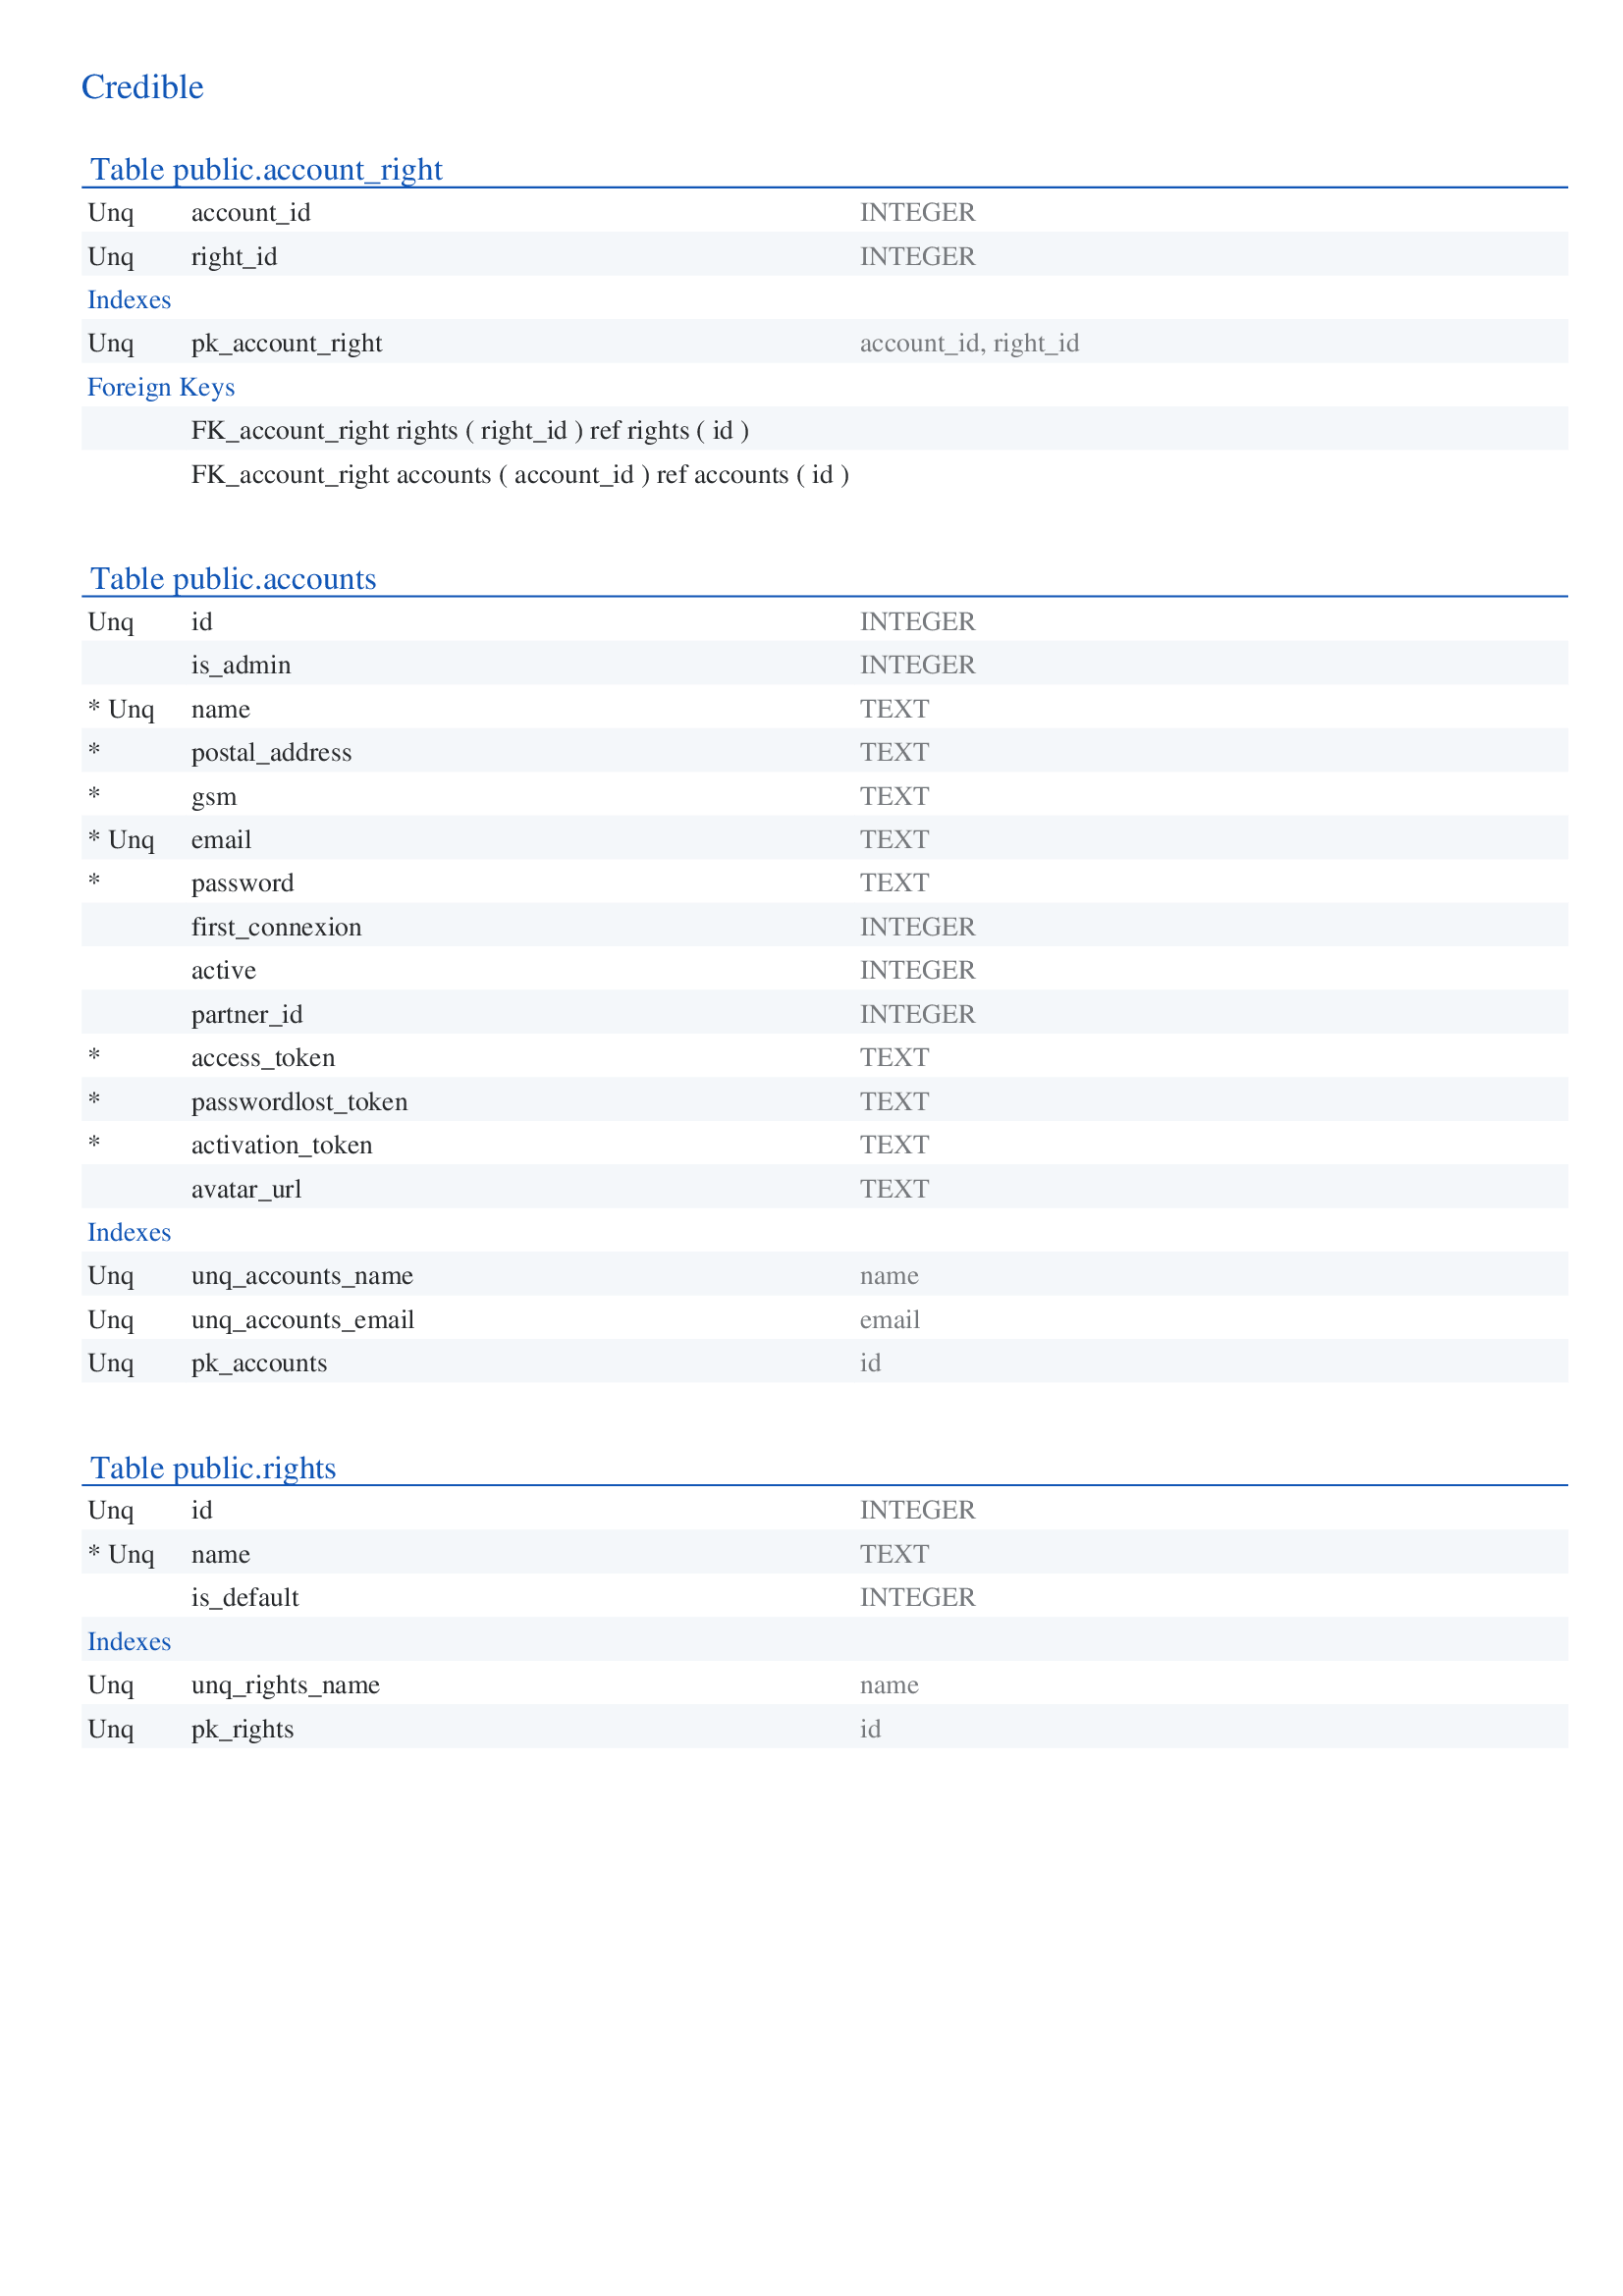 Credible
Table public.account_right
Unq account_id INTEGER
Unq right_id INTEGER
Indexes
Unq pk_account_right account_id, right_id
Foreign Keys
FK_account_right rights ( right_id ) ref rights ( id )
FK_account_right accounts ( account_id ) ref accounts ( id )
Table public.accounts
Unq id INTEGER
is_admin INTEGER
* Unq name TEXT
* postal_address TEXT
* gsm TEXT
* Unq email TEXT
* password TEXT
first_connexion INTEGER
active INTEGER
partner_id INTEGER
* access_token TEXT
* passwordlost_token TEXT
* activation_token TEXT
avatar_url TEXT
Indexes
Unq unq_accounts_name name
Unq unq_accounts_email email
Unq pk_accounts id
Table public.rights
Unq id INTEGER
* Unq name TEXT
is_default INTEGER
Indexes
Unq unq_rights_name name
Unq pk_rights id